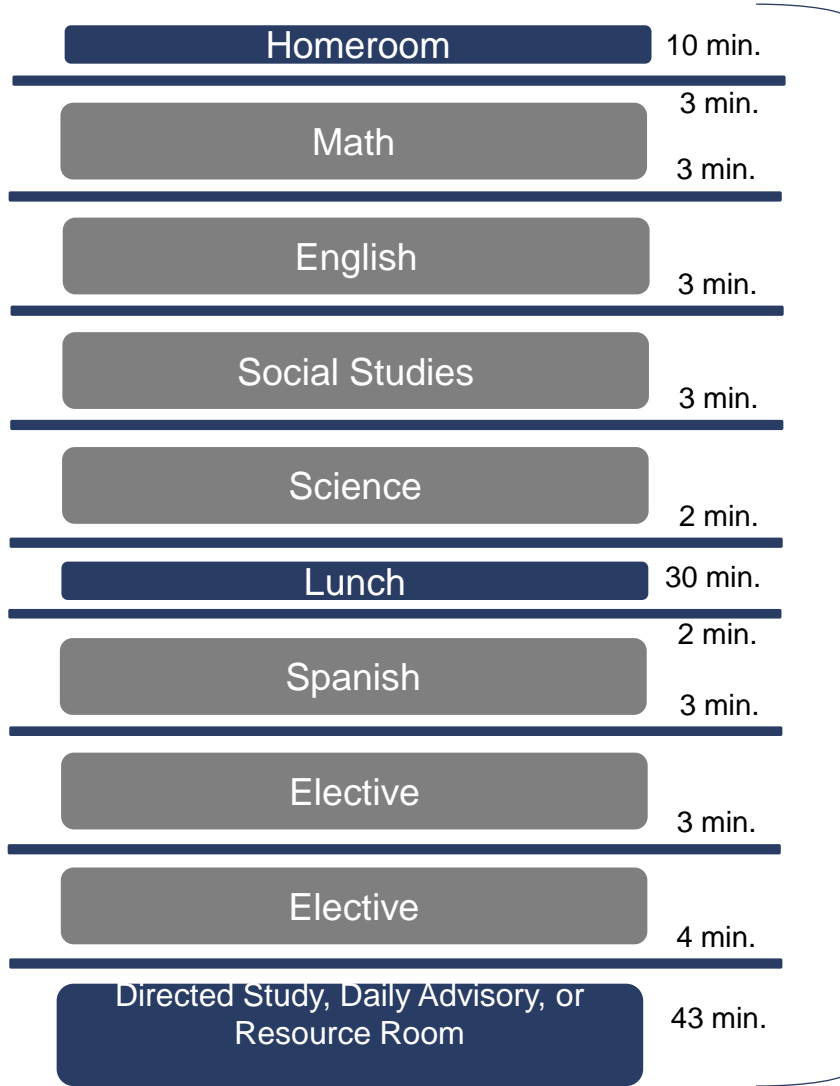 Homeroom 10 min.
3 min.
Math
3 min.
English
3 min.
Social Studies
3 min.
Science
2 min.
Lunch 30 min.
2 min.
Spanish
3 min.
Elective
3 min.
Elective
4 min.
Directed Study, Daily Advisory, or
Resource Room
43 min.